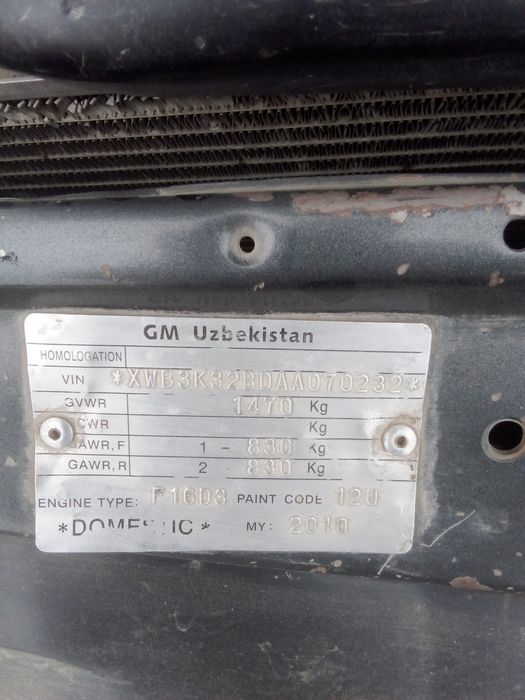 GM Uzbekistan
HOMOLOGATION
VIN *XWB3K32BDAA070232*
GVWR 1470 Kg
CWR Kg
GAWR,F 1 - 830 Kg
GAWR,R 2 - 830 Kg
ENGINE TYPE: F16D3 PAINT CODE 12U
*DOMESTIC* MY: 2010